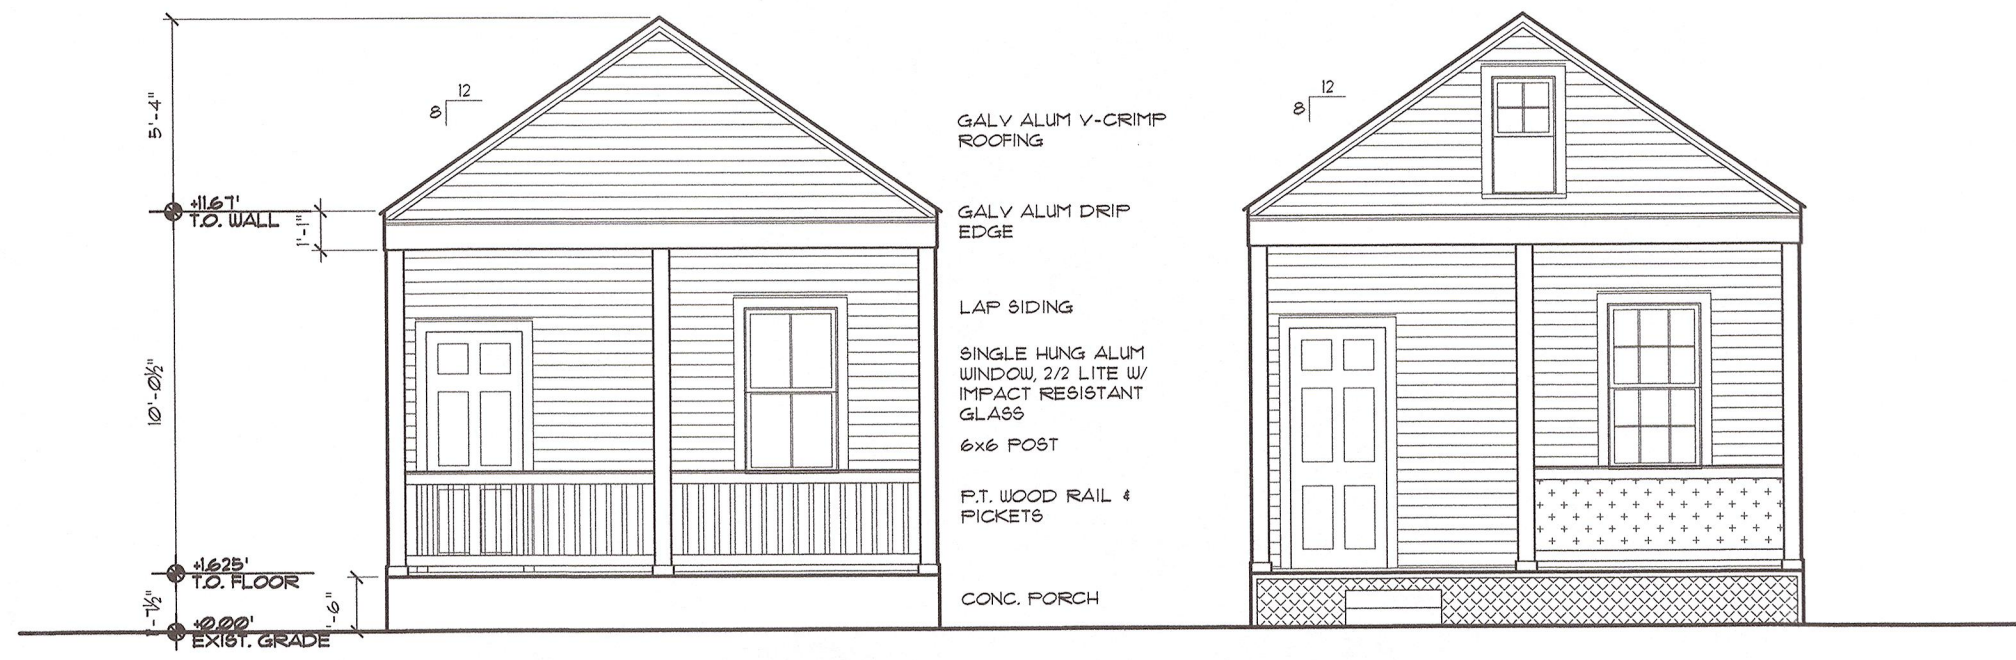 12
8
5'-4"
+11.67'
T.O. WALL
1'-1"
10'-0½"
+1.625'
T.O. FLOOR
1'-7½"
'-6"
+0.00'
EXIST. GRADE
GALV ALUM V-CRIMP
ROOFING
GALV ALUM DRIP
EDGE
LAP SIDING
SINGLE HUNG ALUM
WINDOW, 2/2 LITE W/
IMPACT RESISTANT
GLASS
6x6 POST
P.T. WOOD RAIL &
PICKETS
CONC. PORCH
12
8